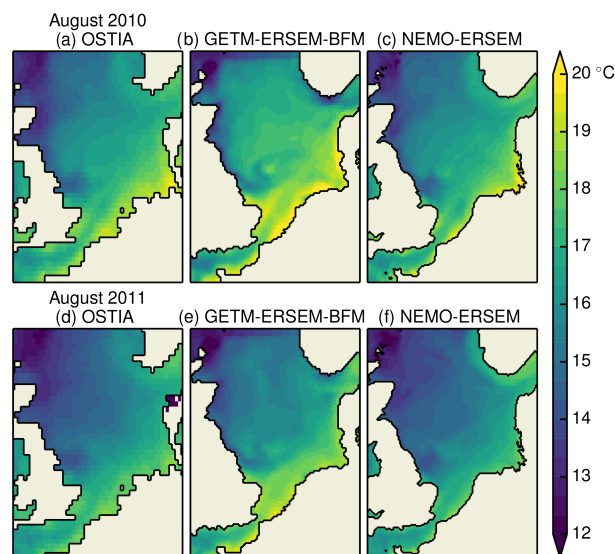 August 2010
(a) OSTIA
(b) GETM-ERSEM-BFM
(c) NEMO-ERSEM
20 °C
19
18
17
16
15
14
13
12
August 2011
(d) OSTIA
(e) GETM-ERSEM-BFM
(f) NEMO-ERSEM